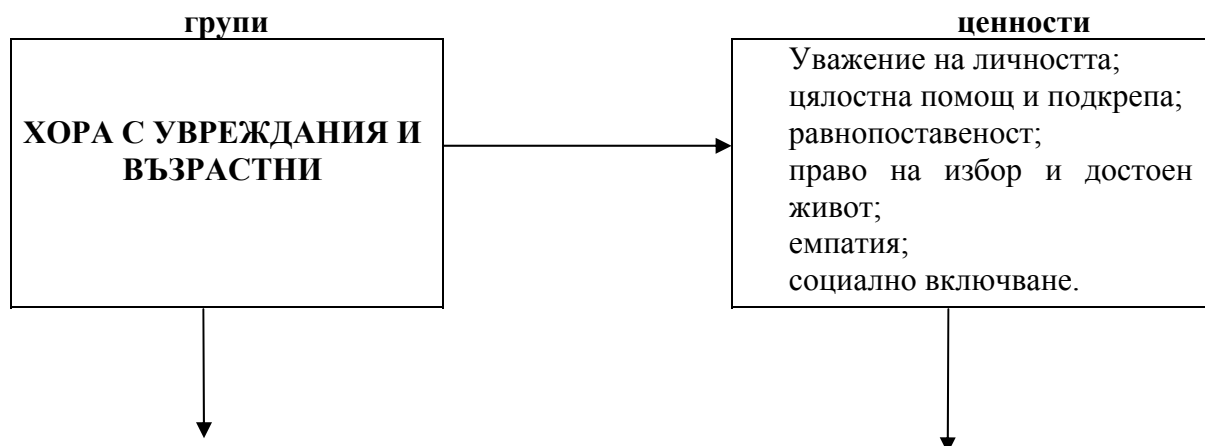 групи
ХОРА С УВРЕЖДАНИЯ И
ВЪЗРАСТНИ
ценности
Уважение на личността;
цялостна помощ и подкрепа;
равнопоставеност;
право на избор и достоен
живот;
емпатия;
социално включване.